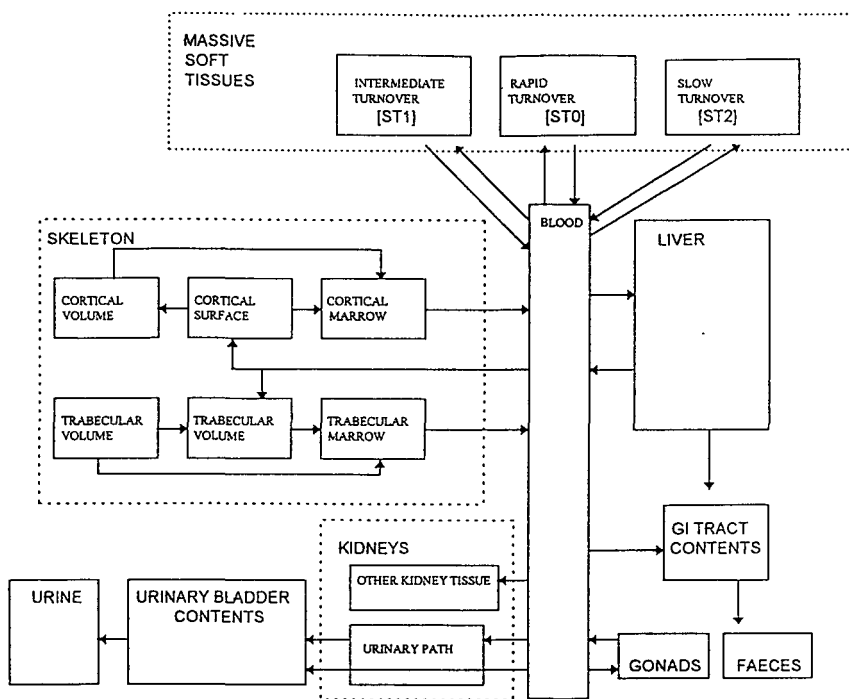 MASSIVE
SOFT
TISSUES
INTERMEDIATE
TURNOVER
[ST1]
RAPID
TURNOVER
[ST0]
SLOW
TURNOVER
{ST2}
BLOOD
LIVER
SKELETON
CORTICAL
VOLUME
CORTICAL
SURFACE
CORTICAL
MARROW
TRABECULAR
VOLUME
TRABECULAR
VOLUME
TRABECULAR
MARROW
GI TRACT
CONTENTS
KIDNEYS
OTHER KIDNEY TISSUE
URINE
URINARY BLADDER
CONTENTS
URINARY PATH
GONADS
FAECES